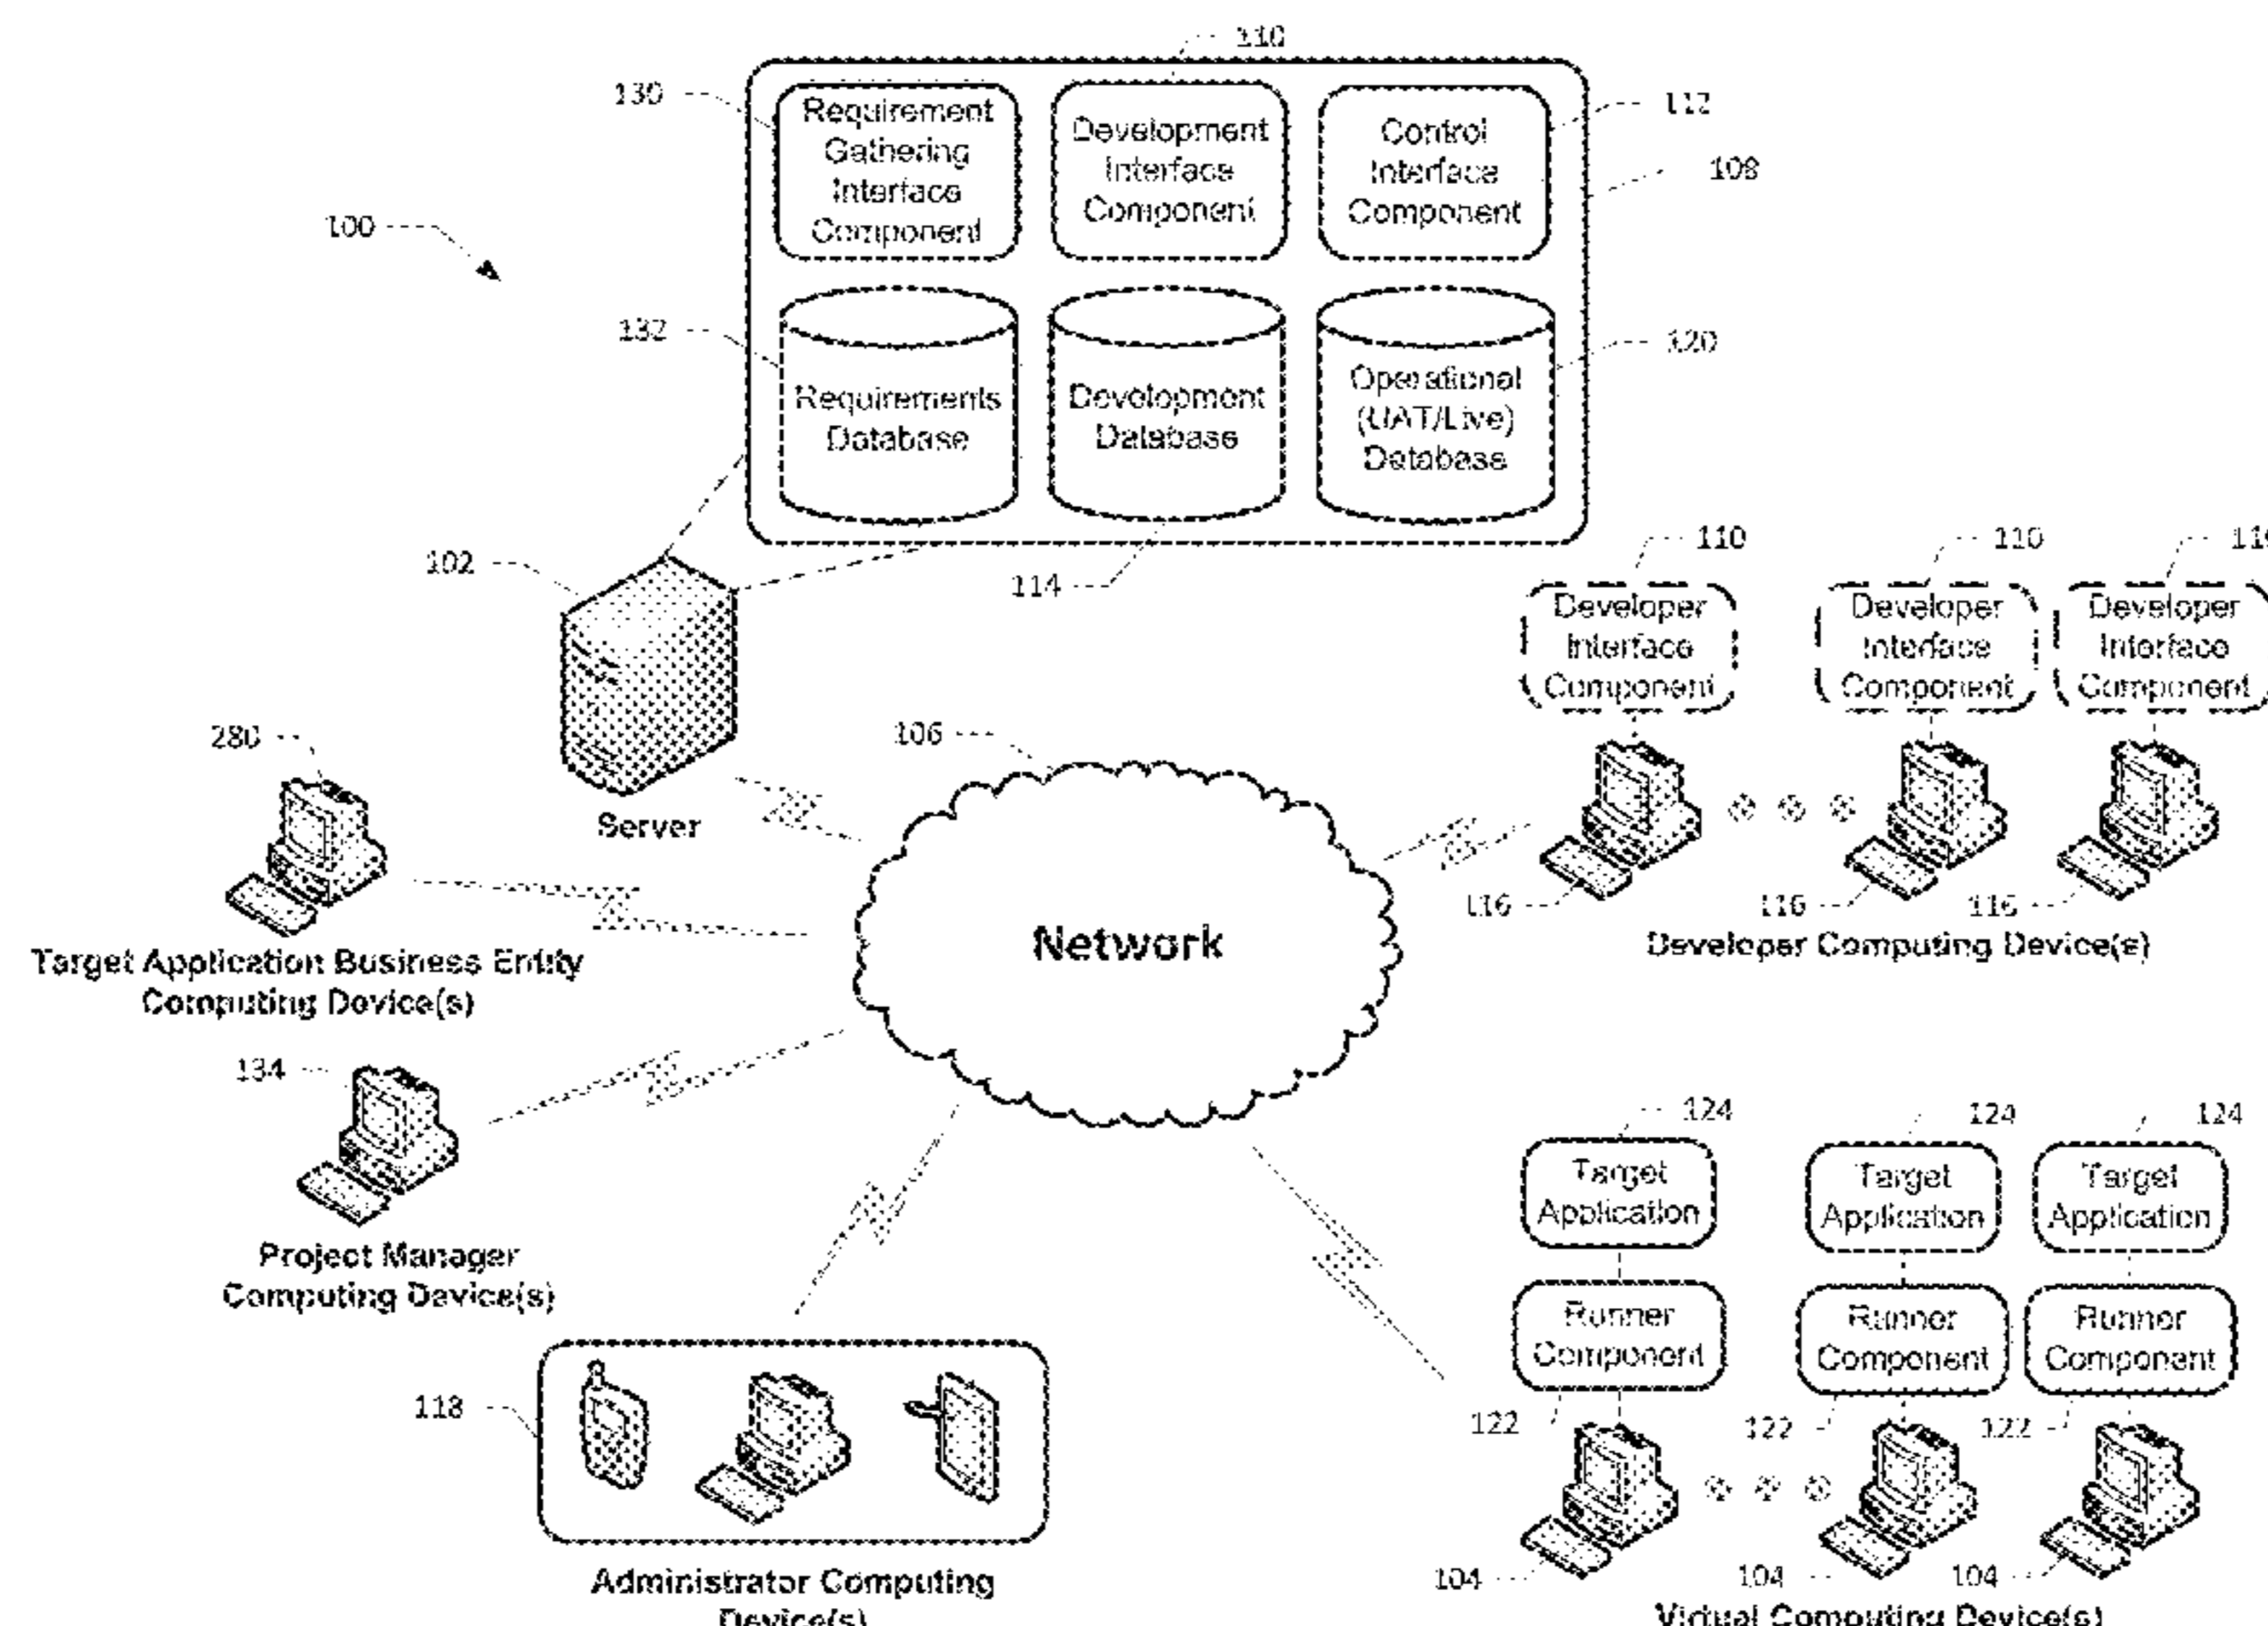 110
130
Requirement
Gathering
Interface
Component
Development
Interface
Component
Control
Interface
Component
112
108
100
132
Requirements
Database
Development
Database
Operational
(UAT/Live)
Database
120
102
114
110
110
Developer
Interface
Component
Developer
Interface
Component
Developer
Interface
Component
280
106
Server
Network
116
116
116
Developer Computing Device(s)
Target Application Business Entity
Computing Device(s)
134
Project Manager
Computing Device(s)
124
124
124
Target
Application
Target
Application
Target
Application
Runner
Component
Runner
Component
Runner
Component
118
122
122
122
104
104
104
Administrator Computing
Device(s)
Virtual Computing Device(s)